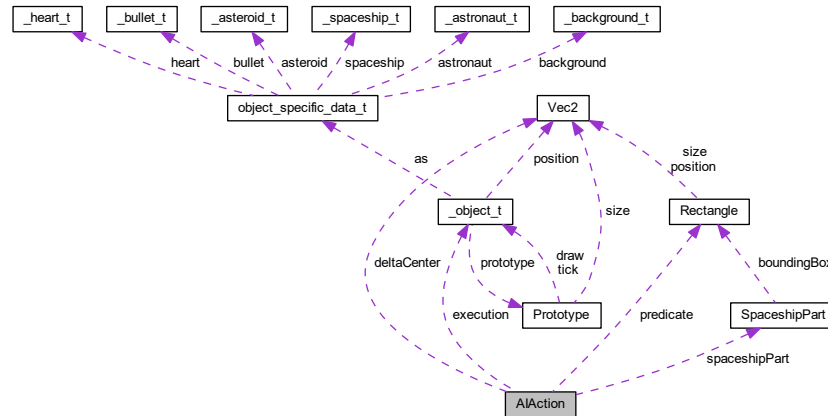 _heart_t
_bullet_t
_asteroid_t
_spaceship_t
_astronaut_t
_background_t
heart
bullet
asteroid
spaceship
astronaut
background
object_specific_data_t
Vec2
as
position
size
position
_object_t
size
Rectangle
deltaCenter
prototype
draw
tick
boundingBox
execution
Prototype
predicate
SpaceshipPart
spaceshipPart
AIAction